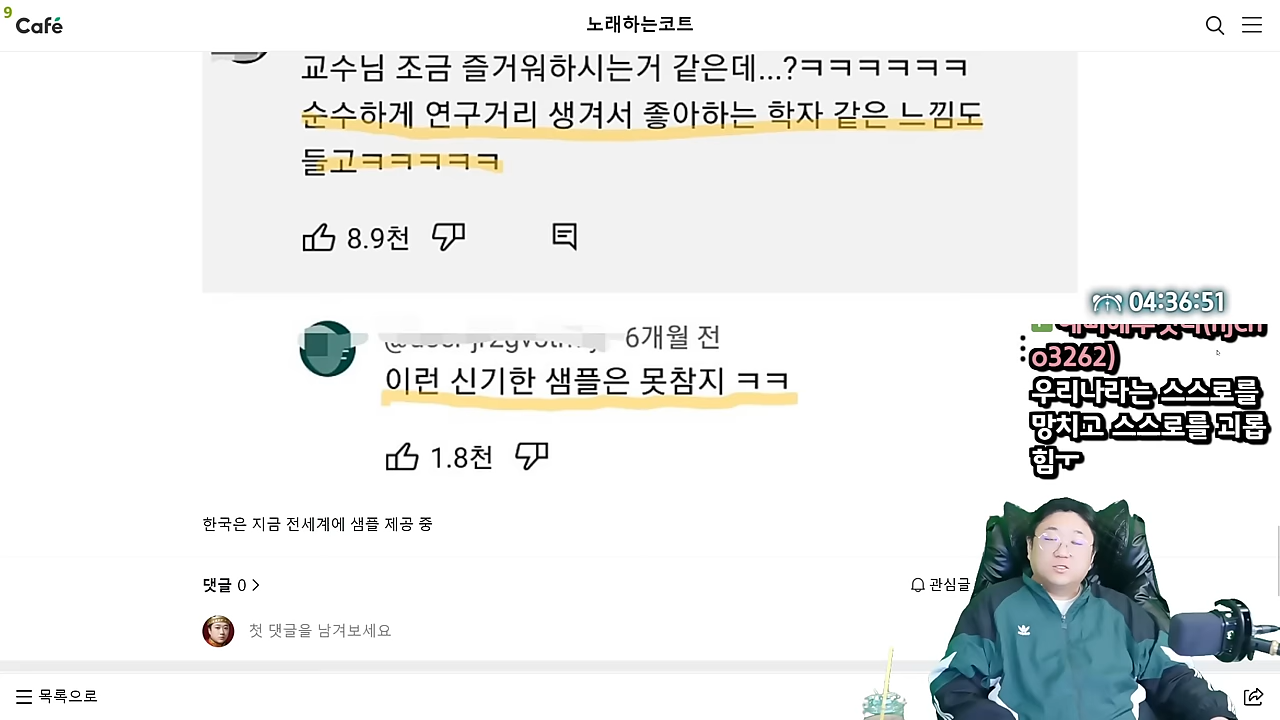 9
Café
노래하는코트
교수님 조금 즐거워하시는거 같은데...?ㅋㅋㅋㅋㅋㅋ
순수하게 연구거리 생겨서 좋아하는 학자 같은 느낌도
들고ㅋㅋㅋㅋㅋ
8.9천
6개월 전
이런 신기한 샘플은 못참지 ㅋㅋ
1.8천
04:36:51
o3262)
우리나라는 스스로를
망치고 스스로를 괴롭
힘ㅜ
한국은 지금 전세계에 샘플 제공 중
댓글 0
관심글
첫 댓글을 남겨보세요
목록으로